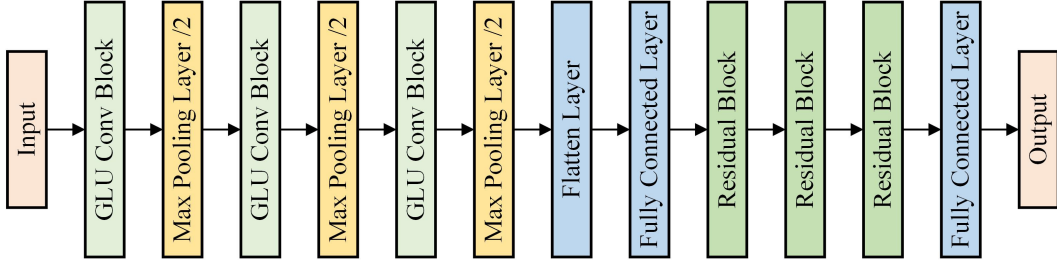 Input
GLU Conv Block
Max Pooling Layer /2
GLU Conv Block
Max Pooling Layer /2
GLU Conv Block
Max Pooling Layer /2
Flatten Layer
Fully Connected Layer
Residual Block
Residual Block
Residual Block
Fully Connected Layer
Output